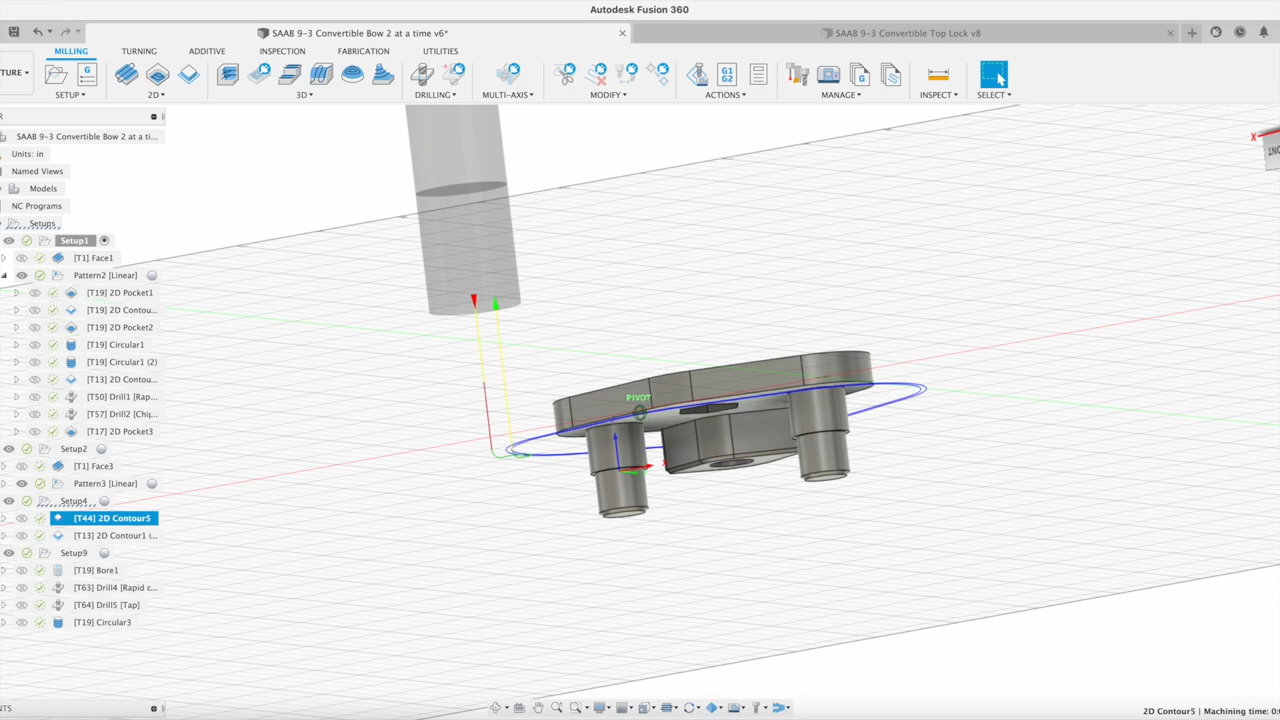 Autodesk Fusion 360
SAAB 9-3 Convertible Bow 2 at a time v6*
SAAB 9-3 Convertible Top Lock v8
MILLING TURNING ADDITIVE INSPECTION FABRICATION UTILITIES
TURE
G
G1
G2
G
SETUP 2D 3D DRILLING MULTI-AXIS MODIFY ACTIONS MANAGE INSPECT SELECT
R
SAAB 9-3 Convertible Bow 2 at a ti...
Units: in
Named Views
Models
NC Programs
Setups
Setup1
[T1] Face1
Pattern2 [Linear]
[T19] 2D Pocket1
[T19] 2D Contou...
[T19] 2D Pocket2
[T19] Circular1
[T19] Circular1 (2)
[T13] 2D Contou...
[T50] Drill1 [Rap...
[T57] Drill2 [Chip...
[T17] 2D Pocket3
Setup2
[T1] Face3
Pattern3 [Linear]
Setup4
[T44] 2D Contour5
[T13] 2D Contour1 (...
Setup9
[T19] Bore1
[T63] Drill4 [Rapid c...
[T64] Drill5 [Tap]
[T19] Circular3
PIVOT
X
X
NTS
2D Contour5 | Machining time: 0: